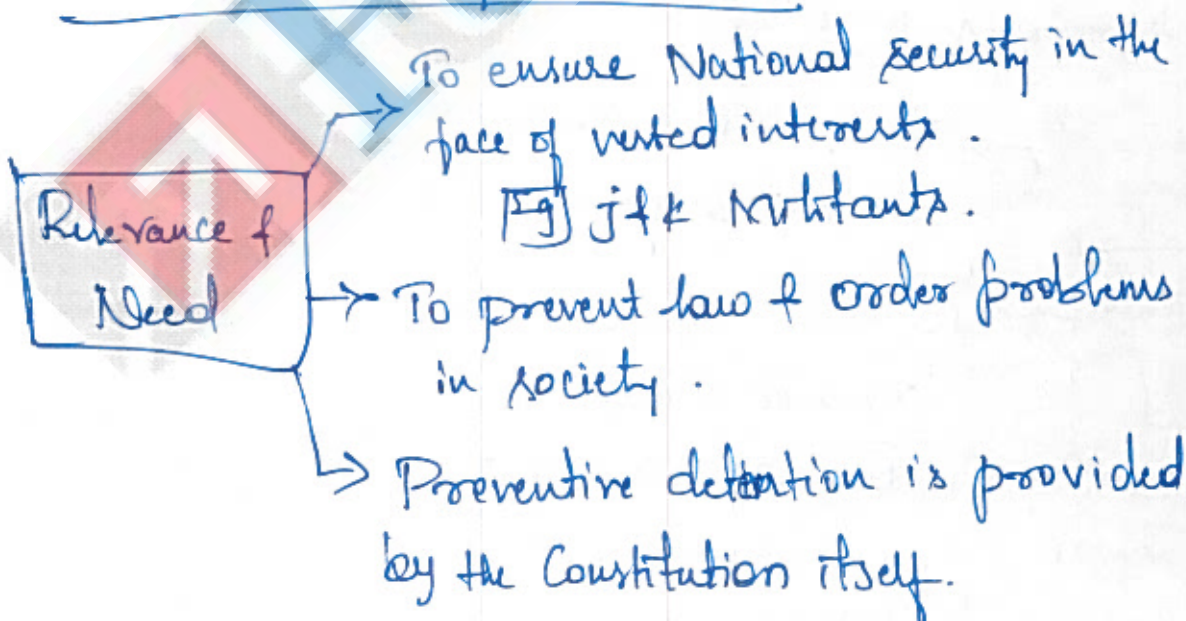 To ensure National security in the
face of vested interests.
Eg J&K Militants.
Relevance &
Need
To prevent law & order problems
in society.
Preventive detention is provided
by the Constitution itself.